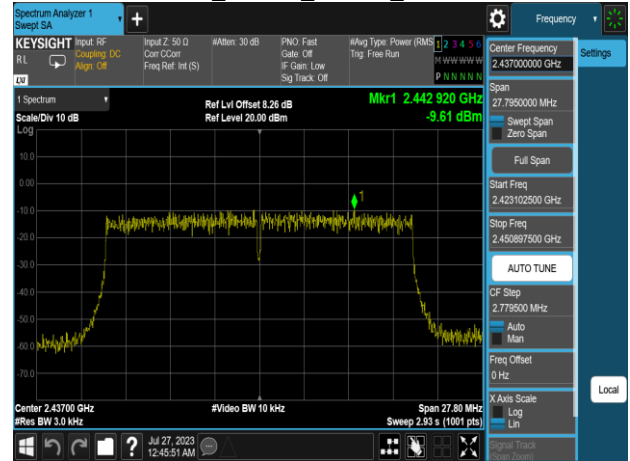 Spectrum Analyzer 1
Swept SA
Frequency
KEYSIGHT
RL
LXI
Input: RF
Coupling: DC
Align: Off
Input Z: 50 Ω
Corr CCorr
Freq Ref: Int (S)
#Atten: 30 dB
PNO: Fast
Gate: Off
IF Gain: Low
Sig Track: Off
#Avg Type: Power (RMS
Trig: Free Run
1 2 3 4 5 6
M W W W W W
P N N N N N
Center Frequency
2.437000000 GHz
Settings
Span
27.7950000 MHz
Swept Span
Zero Span
Full Span
Start Freq
2.423102500 GHz
Stop Freq
2.450897500 GHz
AUTO TUNE
CF Step
2.779500 MHz
Auto
Man
Freq Offset
0 Hz
X Axis Scale
Log
Lin
Signal Track
(Span Zoom)
Local
1 Spectrum
Scale/Div 10 dB
Log
Ref Lvl Offset 8.26 dB
Ref Level 20.00 dBm
Mkr1 2.442 920 GHz
-9.61 dBm
10.0
0.00
-10.0
-20.0
-30.0
-40.0
-50.0
-60.0
-70.0
1
Center 2.43700 GHz
#Res BW 3.0 kHz
#Video BW 10 kHz
Span 27.80 MHz
Sweep 2.93 s (1001 pts)
Jul 27, 2023
12:45:51 AM